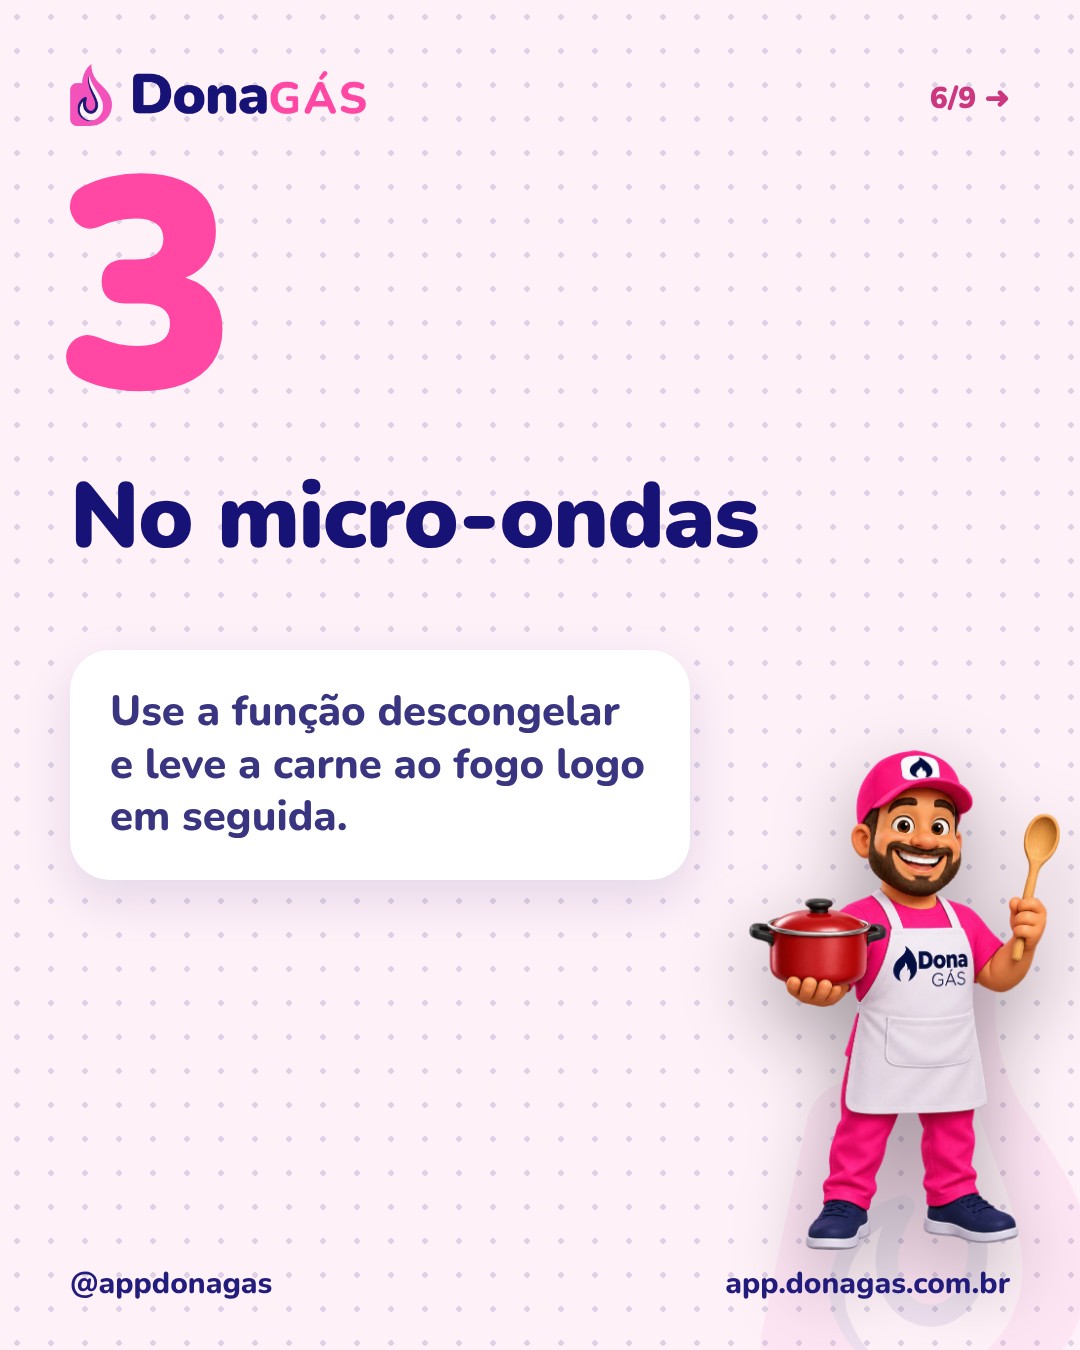 DonaGÁS
6/9 →
3
No micro-ondas
Use a função descongelar
e leve a carne ao fogo logo
em seguida.
Dona
GÁS
@appdonagas
app.donagas.com.br